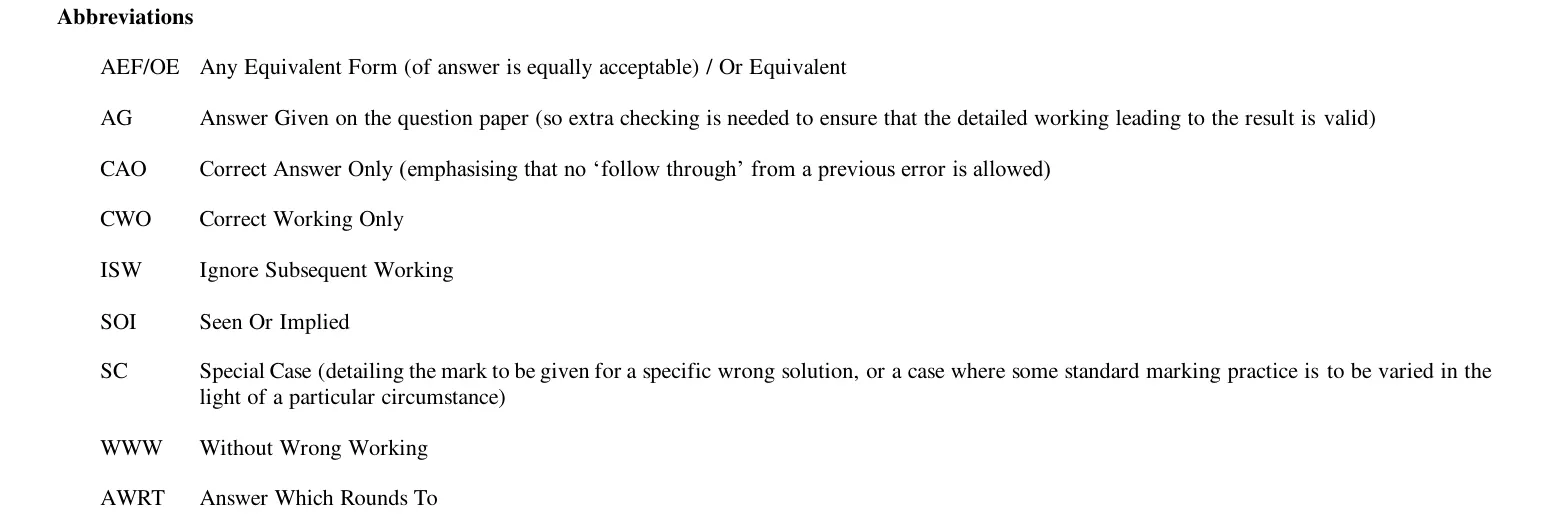 Abbreviations
AEF/OE Any Equivalent Form (of answer is equally acceptable) / Or Equivalent
AG Answer Given on the question paper (so extra checking is needed to ensure that the detailed working leading to the result is valid)
CAO Correct Answer Only (emphasising that no ‘follow through’ from a previous error is allowed)
CWO Correct Working Only
ISW Ignore Subsequent Working
SOI Seen Or Implied
SC Special Case (detailing the mark to be given for a specific wrong solution, or a case where some standard marking practice is to be varied in the
light of a particular circumstance)
WWW Without Wrong Working
AWRT Answer Which Rounds To